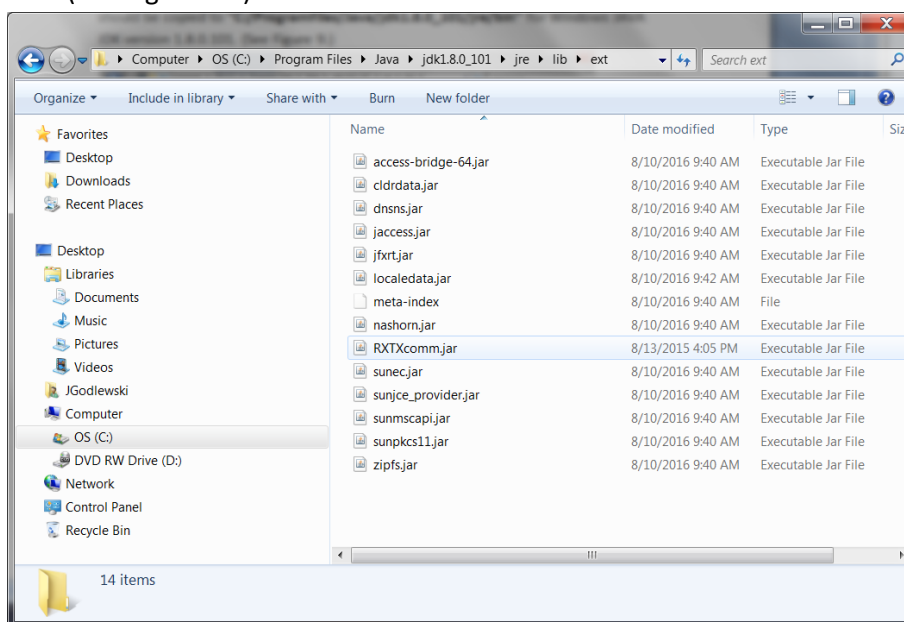 Computer OS (C:) Program Files Java jdk1.8.0_101 jre lib ext Search ext
Organize Include in library Share with Burn New folder
Name Date modified Type Siz
Favorites
Desktop
Downloads
Recent Places
Desktop
Libraries
Documents
Music
Pictures
Videos
JGodlewski
Computer
OS (C:)
DVD RW Drive (D:)
Network
Control Panel
Recycle Bin
access-bridge-64.jar 8/10/2016 9:40 AM Executable Jar File
cldrdata.jar 8/10/2016 9:40 AM Executable Jar File
dnsns.jar 8/10/2016 9:40 AM Executable Jar File
jaccess.jar 8/10/2016 9:40 AM Executable Jar File
jfxrt.jar 8/10/2016 9:40 AM Executable Jar File
localedata.jar 8/10/2016 9:42 AM Executable Jar File
meta-index 8/10/2016 9:40 AM File
nashorn.jar 8/10/2016 9:40 AM Executable Jar File
RXTXcomm.jar 8/13/2015 4:05 PM Executable Jar File
sunec.jar 8/10/2016 9:40 AM Executable Jar File
sunjce_provider.jar 8/10/2016 9:40 AM Executable Jar File
sunmscapi.jar 8/10/2016 9:40 AM Executable Jar File
sunpkcs11.jar 8/10/2016 9:40 AM Executable Jar File
zipfs.jar 8/10/2016 9:40 AM Executable Jar File
14 items